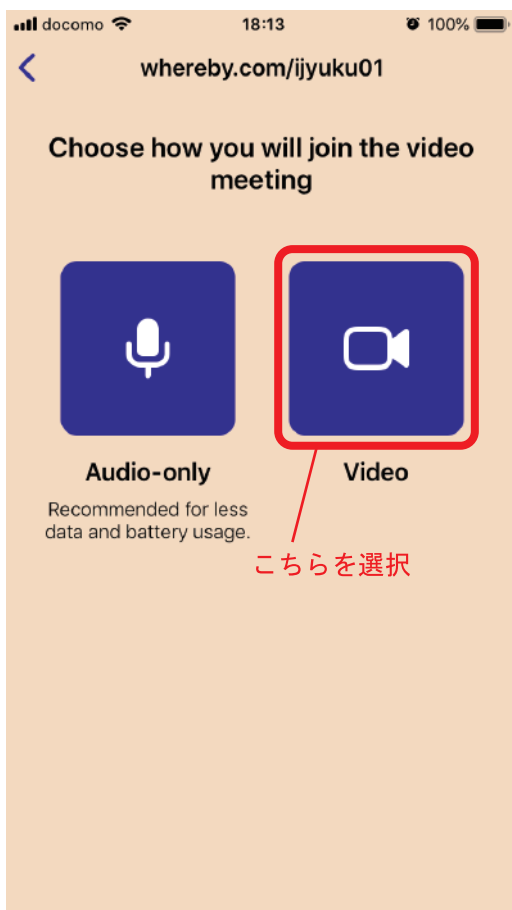 docomo 18:13 100%
whereby.com/ijyuku01
Choose how you will join the video
meeting
Audio-only
Recommended for less
data and battery usage.
Video
こちらを選択